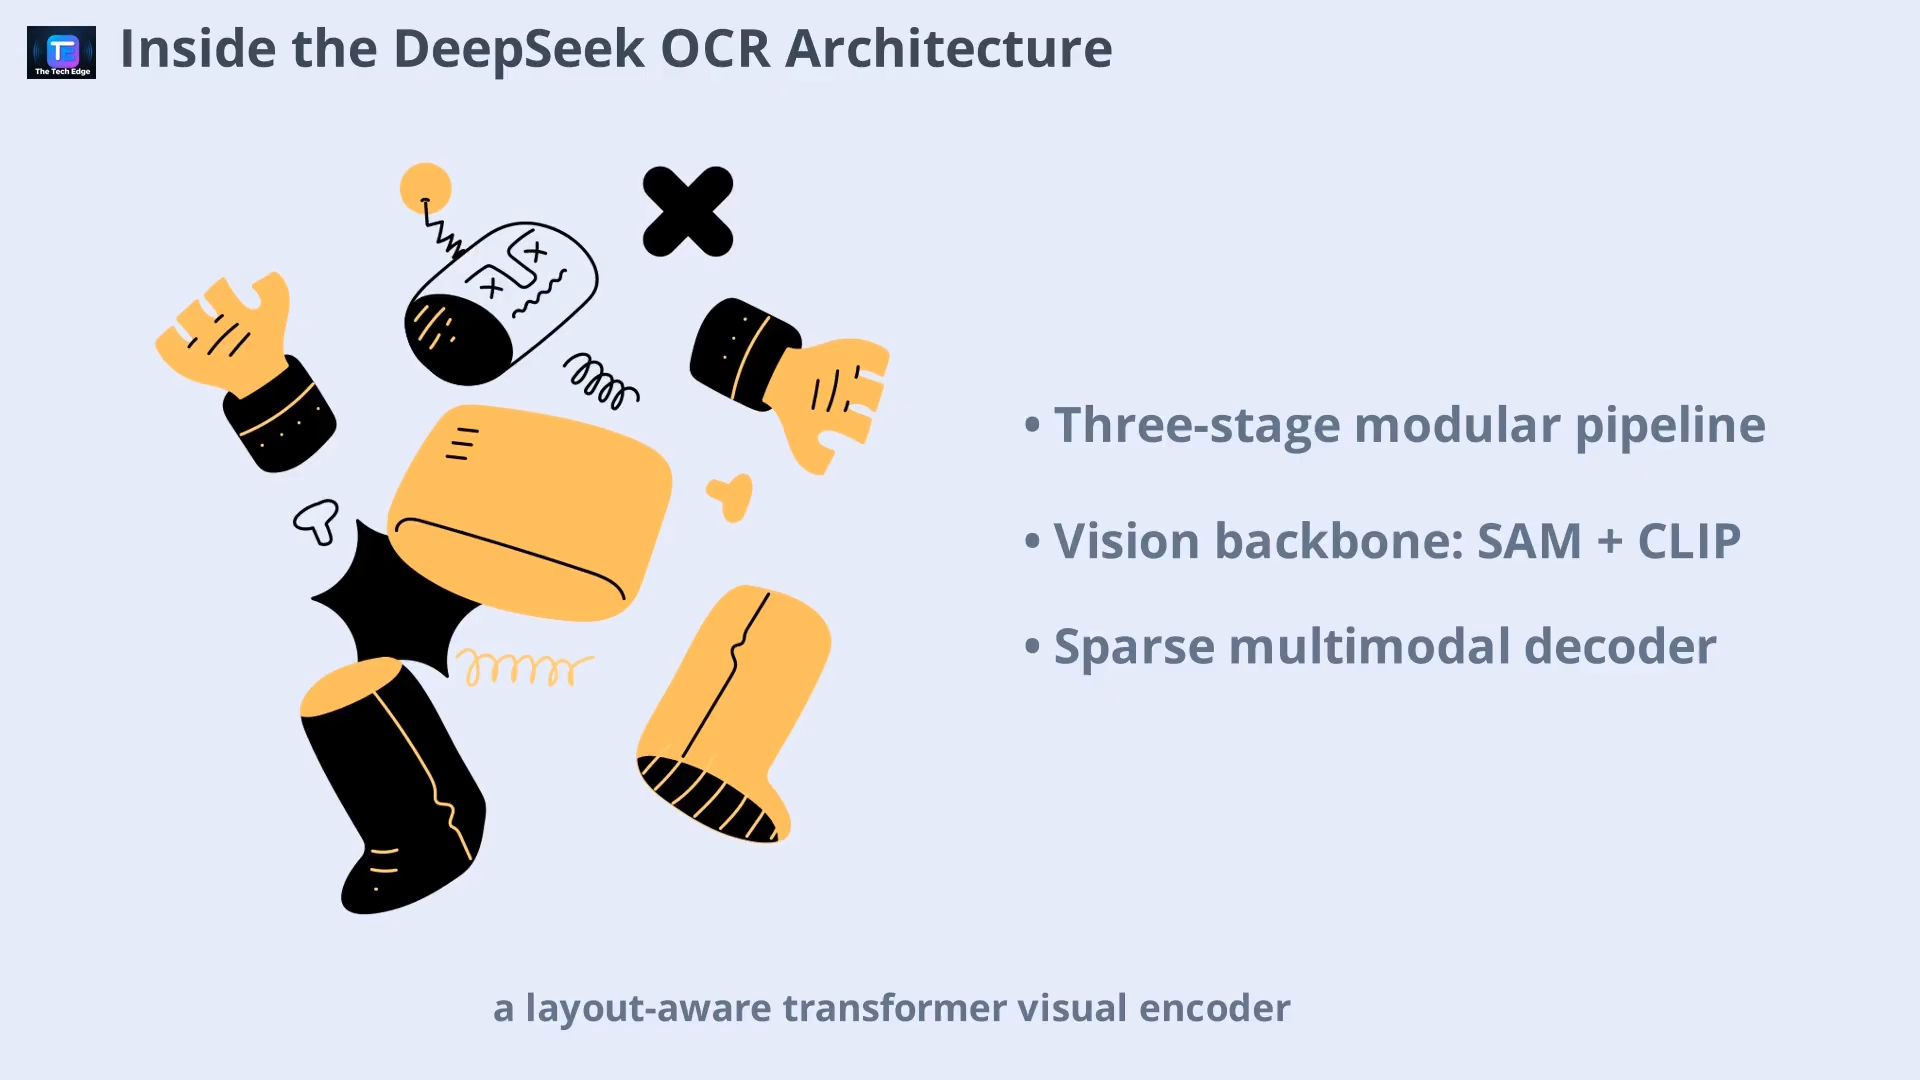 The Tech Edge
Inside the DeepSeek OCR Architecture
• Three-stage modular pipeline
• Vision backbone: SAM + CLIP
• Sparse multimodal decoder
a layout-aware transformer visual encoder